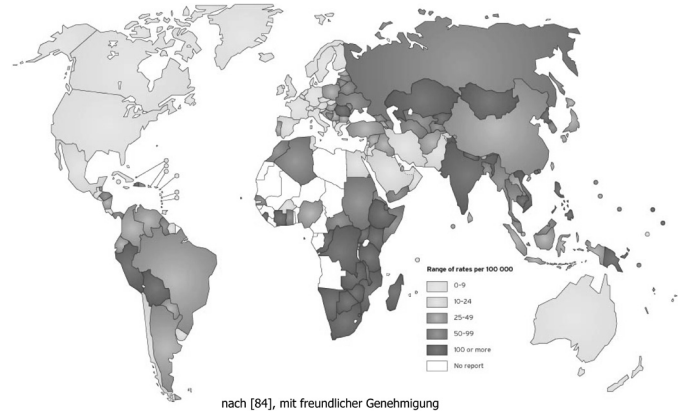 Range of rates per 100 000
0-9
10-24
25-49
50-99
100 or more
No report
nach [84], mit freundlicher Genehmigung